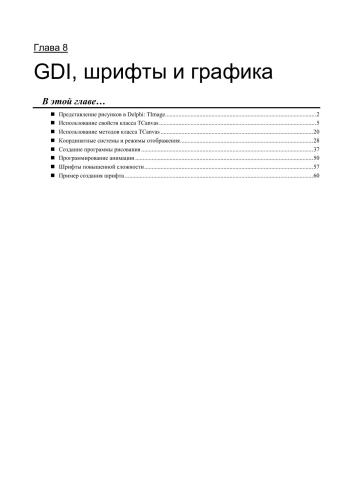 Глава 8
GDI, шрифты и графика
В этой главе…
■ Представление рисунков в Delphi: TImage...2
■ Использование свойств класса TCanvas...5
■ Использование методов класса TCanvas...20
■ Координатные системы и режимы отображения...28
■ Создание программы рисования...37
■ Программирование анимации...50
■ Шрифты повышенной сложности...57
■ Пример создания шрифта...60